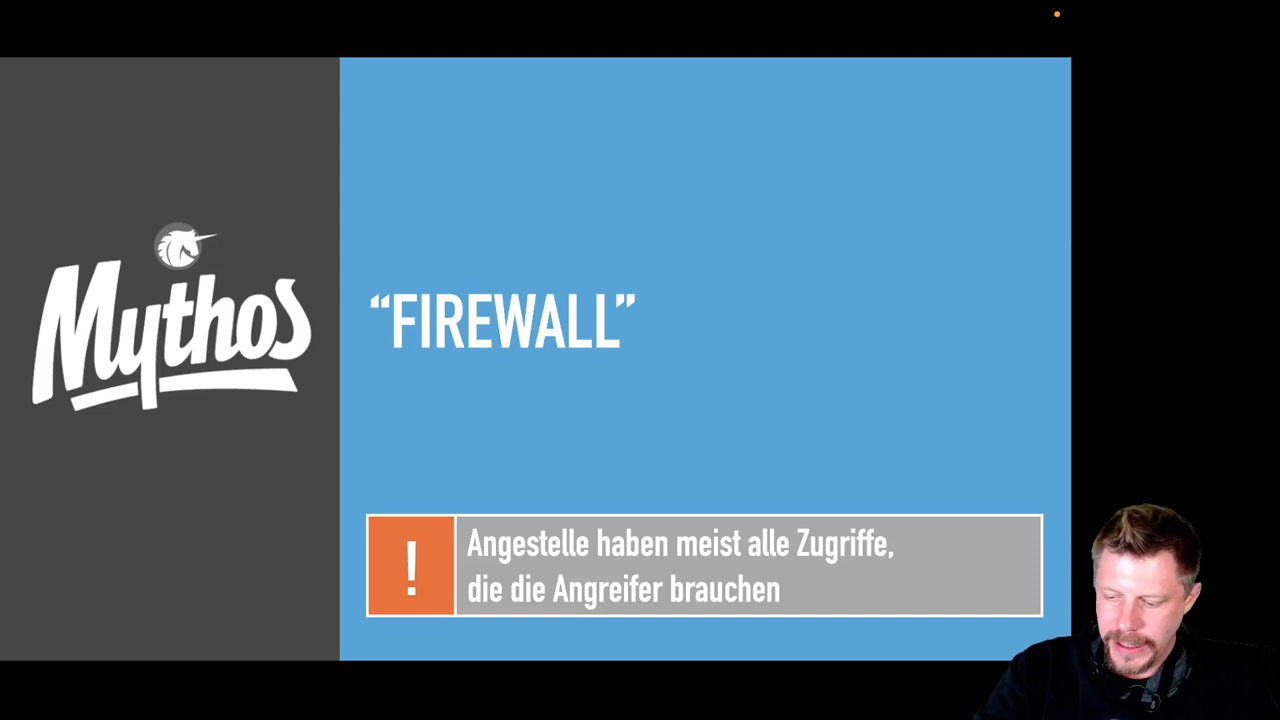 Mythos
“FIREWALL”
!
Angestelle haben meist alle Zugriffe,
die die Angreifer brauchen